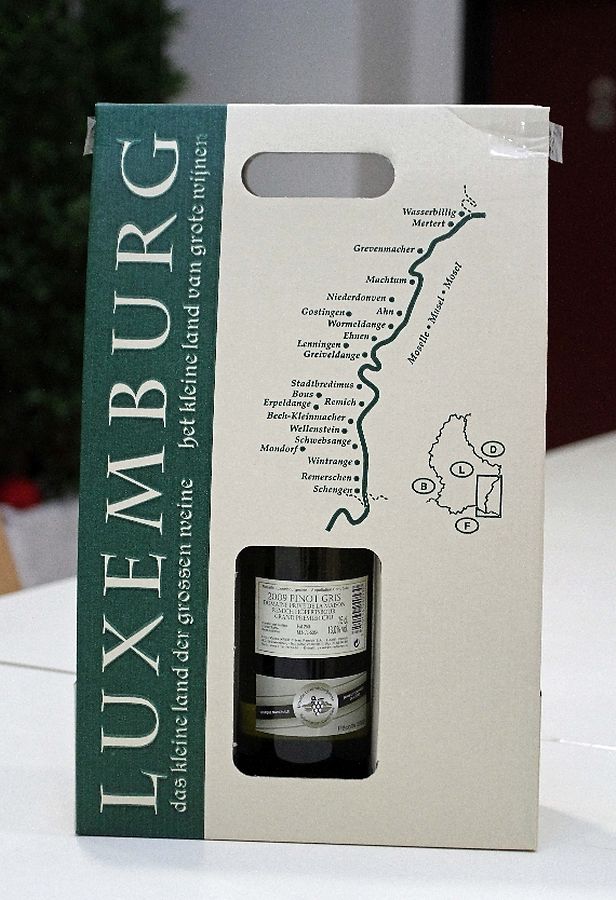 LUXEMBURG
das kleine land der grossen weine het kleine land van grote wijnen
Wasserbillig
Mertert
Grevenmacher
Machtum
Niederdonven
Gostingen Ahn
Wormeldange
Ehnen
Lenningen
Greiveldange
Moselle • Musel • Mosel
Stadtbredimus
Bous
Erpeldange Remich
Bech-Kleinmacher
Wellenstein
Schwebsange
Mondorf
Wintrange
Remerschen
Schengen
D
L
B
F
2009 PINOT GRIS
GRAND PREMIER CRU